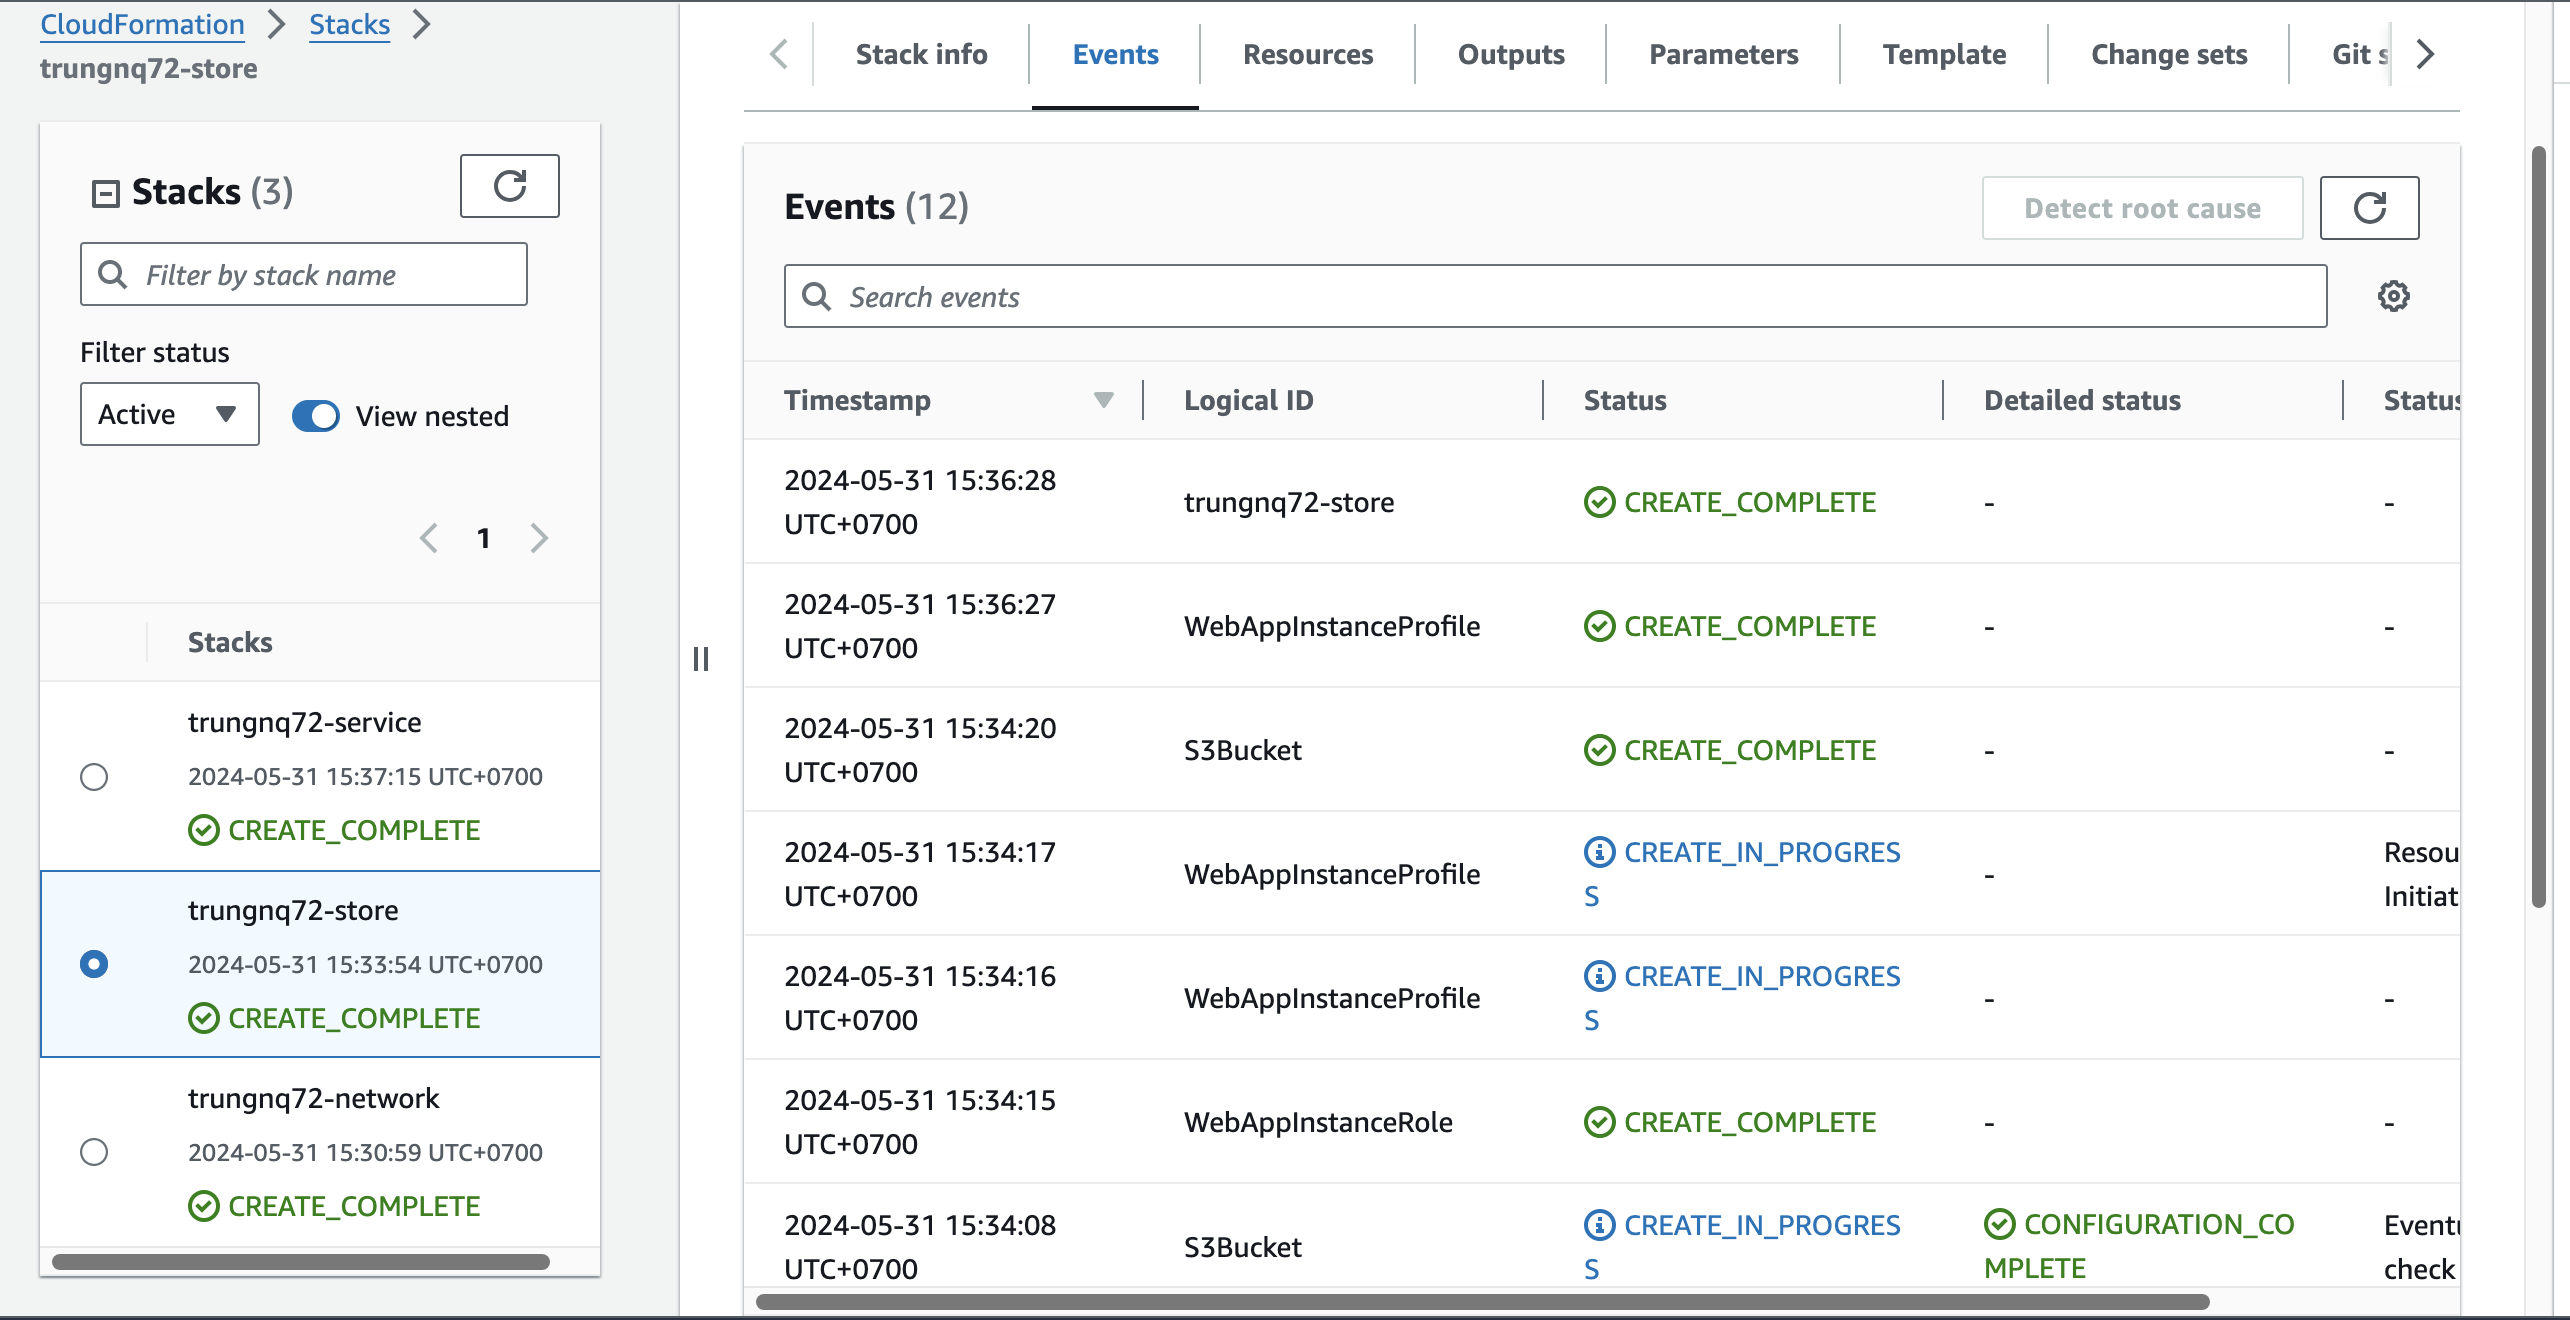 CloudFormation > Stacks >
trungnq72-store
Stacks (3)
Filter by stack name
Filter status
Active
View nested
1
Stacks
trungnq72-service
2024-05-31 15:37:15 UTC+0700
CREATE_COMPLETE
trungnq72-store
2024-05-31 15:33:54 UTC+0700
CREATE_COMPLETE
trungnq72-network
2024-05-31 15:30:59 UTC+0700
CREATE_COMPLETE
Stack info
Events
Resources
Outputs
Parameters
Template
Change sets
Git s
Events (12)
Detect root cause
Search events
Timestamp
Logical ID
Status
Detailed status
Status
2024-05-31 15:36:28
UTC+0700
trungnq72-store
CREATE_COMPLETE
-
-
2024-05-31 15:36:27
UTC+0700
WebAppInstanceProfile
CREATE_COMPLETE
-
-
2024-05-31 15:34:20
UTC+0700
S3Bucket
CREATE_COMPLETE
-
-
2024-05-31 15:34:17
UTC+0700
WebAppInstanceProfile
CREATE_IN_PROGRES
S
-
Resou
Initiat
2024-05-31 15:34:16
UTC+0700
WebAppInstanceProfile
CREATE_IN_PROGRES
S
-
-
2024-05-31 15:34:15
UTC+0700
WebAppInstanceRole
CREATE_COMPLETE
-
-
2024-05-31 15:34:08
UTC+0700
S3Bucket
CREATE_IN_PROGRES
S
CONFIGURATION_CO
MPLETE
Eventu
check